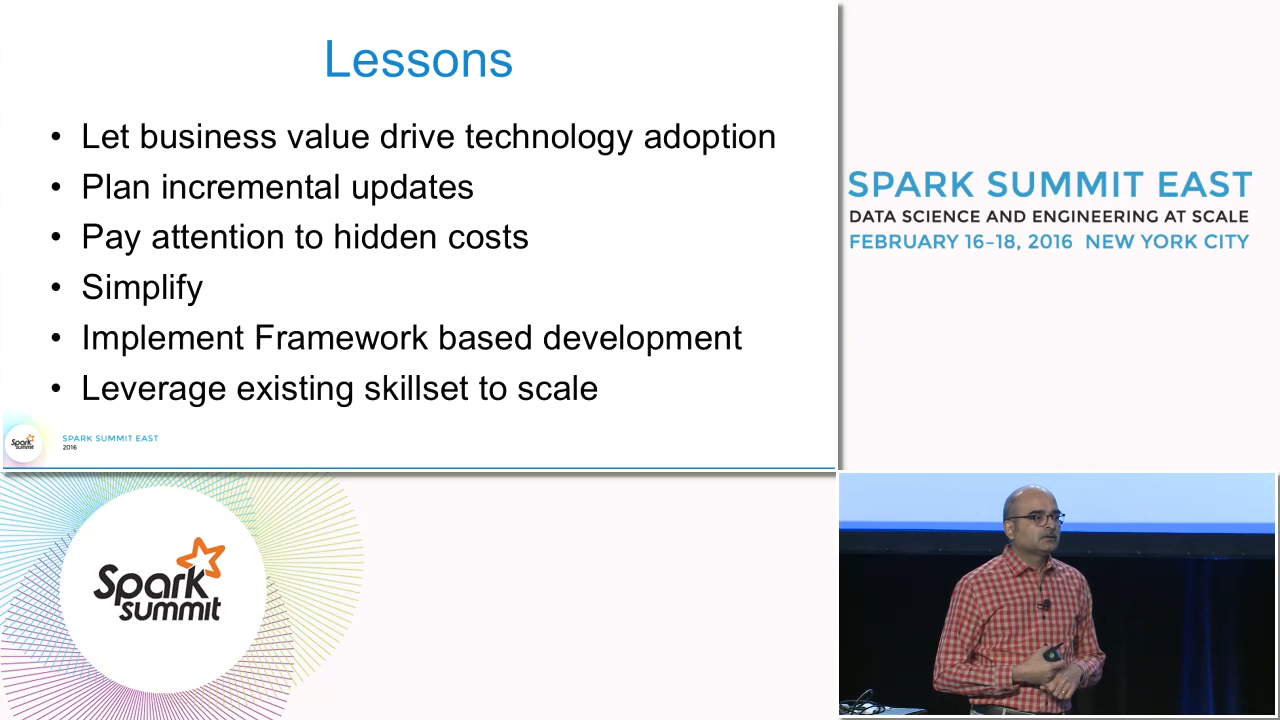 Lessons
• Let business value drive technology adoption
• Plan incremental updates
• Pay attention to hidden costs
• Simplify
• Implement Framework based development
• Leverage existing skillset to scale
Spark
summit
SPARK SUMMIT EAST
2016
SPARK SUMMIT EAST
DATA SCIENCE AND ENGINEERING AT SCALE
FEBRUARY 16–18, 2016 NEW YORK CITY
Spark
summit